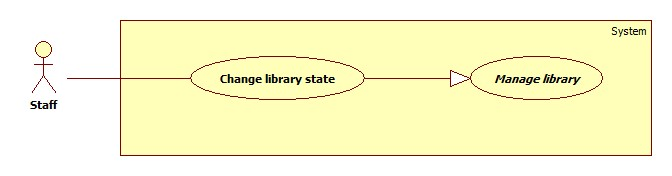 System
Change library state
Manage library
Staff